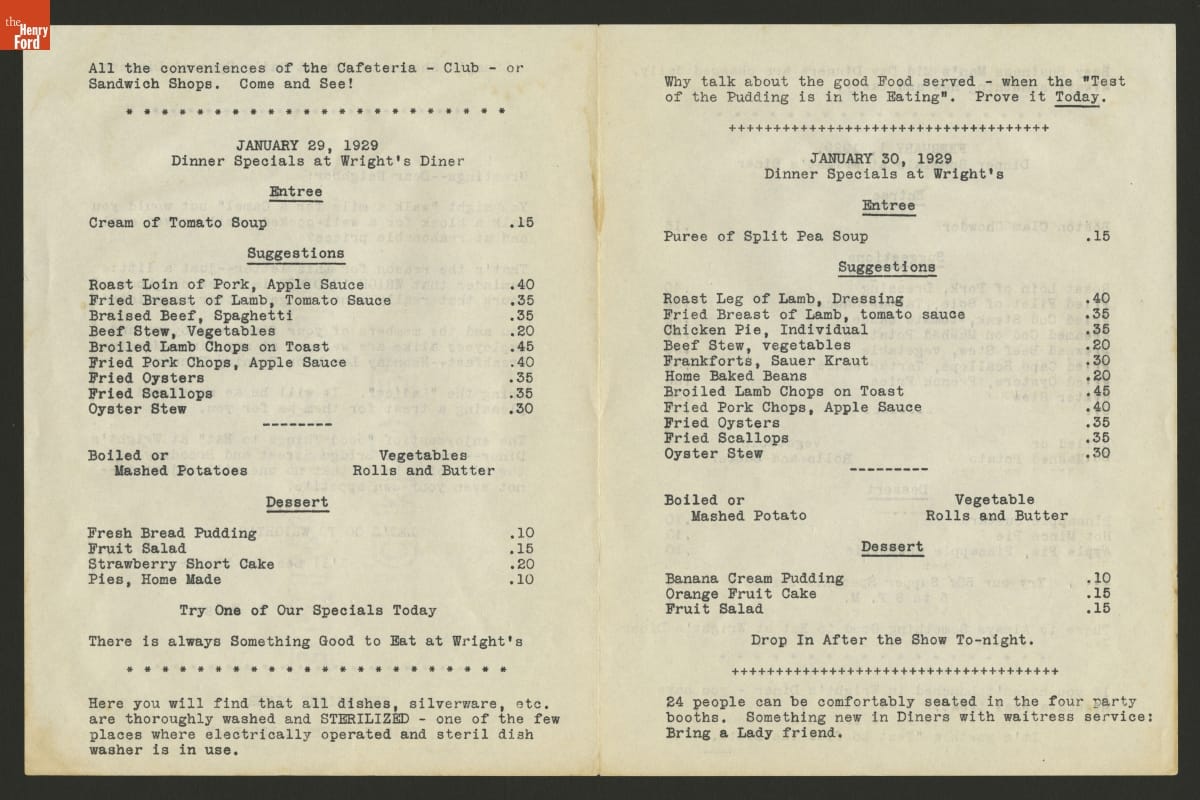 the
Henry
Ford
All the conveniences of the Cafeteria - Club - or
Sandwich Shops. Come and See!
* * * * * * * * * * * * * * * * * * * * * *
JANUARY 29, 1929
Dinner Specials at Wright's Diner
Entree
Cream of Tomato Soup .15
Suggestions
Roast Loin of Pork, Apple Sauce .40
Fried Breast of Lamb, Tomato Sauce .35
Braised Beef, Spaghetti .35
Beef Stew, Vegetables .20
Broiled Lamb Chops on Toast .45
Fried Pork Chops, Apple Sauce .40
Fried Oysters .35
Fried Scallops .35
Oyster Stew .30
--------
Boiled or Vegetables
Mashed Potatoes Rolls and Butter
Dessert
Fresh Bread Pudding .10
Fruit Salad .15
Strawberry Short Cake .20
Pies, Home Made .10
Try One of Our Specials Today
There is always Something Good to Eat at Wright's
* * * * * * * * * * * * * * * * * * * * * *
Here you will find that all dishes, silverware, etc.
are thoroughly washed and STERILIZED - one of the few
places where electrically operated and steril dish
washer is in use.
Why talk about the good Food served - when the "Test
of the Pudding is in the Eating". Prove it Today.
++++++++++++++++++++++++++++++++++++
JANUARY 30, 1929
Dinner Specials at Wright's
Entree
Puree of Split Pea Soup .15
Suggestions
Roast Leg of Lamb, Dressing .40
Fried Breast of Lamb, tomato sauce .35
Chicken Pie, Individual .35
Beef Stew, vegetables .20
Frankforts, Sauer Kraut .30
Home Baked Beans .20
Broiled Lamb Chops on Toast .45
Fried Pork Chops, Apple Sauce .40
Fried Oysters .35
Fried Scallops .35
Oyster Stew .30
---------
Boiled or Vegetable
Mashed Potato Rolls and Butter
Dessert
Banana Cream Pudding .10
Orange Fruit Cake .15
Fruit Salad .15
Drop In After the Show To-night.
+++++++++++++++++++++++++++++++++++++
24 people can be comfortably seated in the four party
booths. Something new in Diners with waitress service:
Bring a Lady friend.